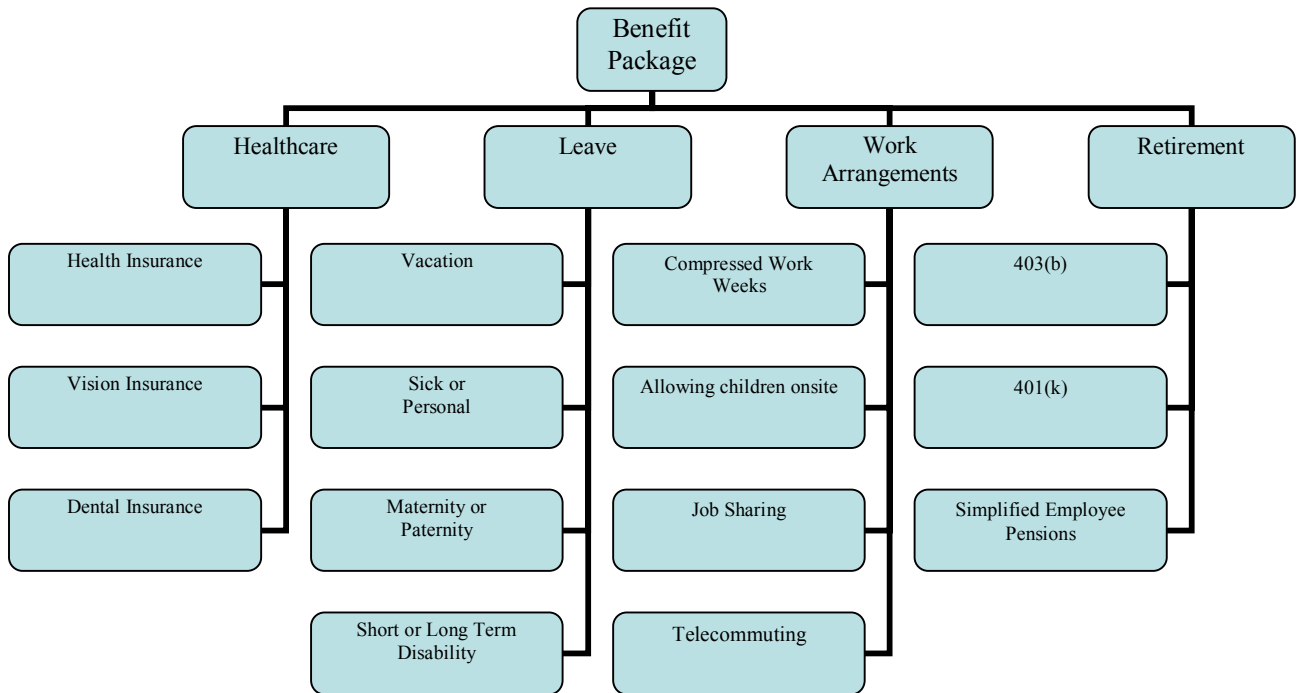 Benefit
Package
Healthcare
Leave
Work
Arrangements
Retirement
Health Insurance
Vacation
Compressed Work
Weeks
403(b)
Vision Insurance
Sick or
Personal
Allowing children onsite
401(k)
Dental Insurance
Maternity or
Paternity
Job Sharing
Simplified Employee
Pensions
Short or Long Term
Disability
Telecommuting